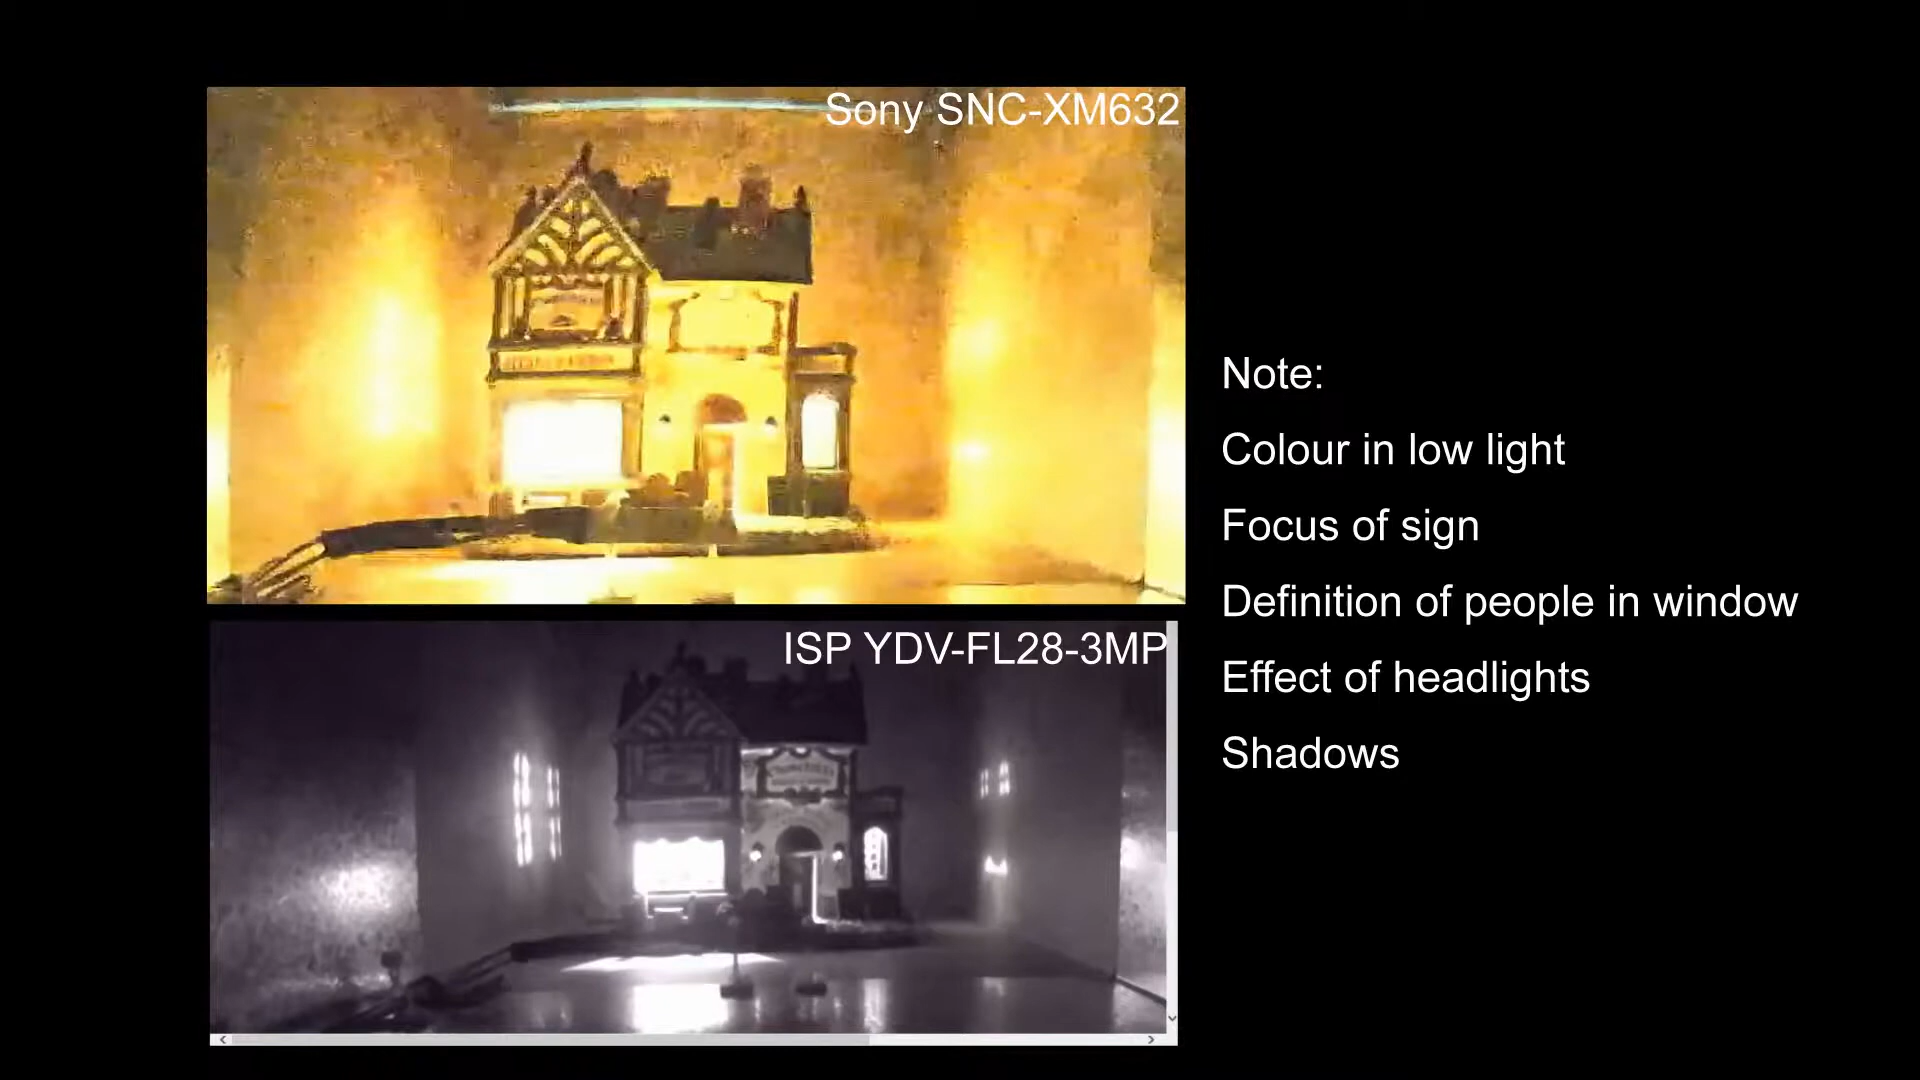 Sony SNC-XM632
ISP YDV-FL28-3MP
Note:
Colour in low light
Focus of sign
Definition of people in window
Effect of headlights
Shadows